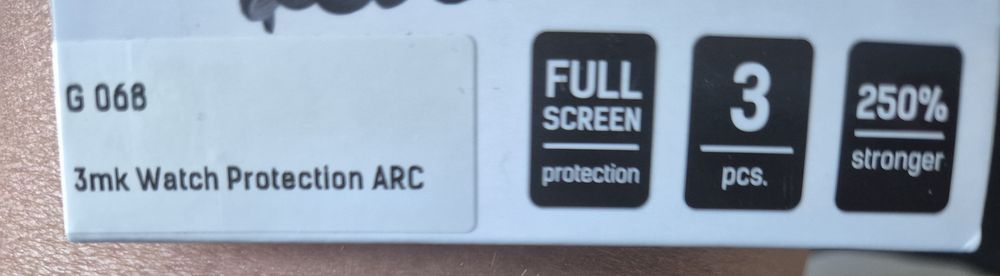 G 068
3mk Watch Protection ARC
FULL
SCREEN
protection
3
pcs.
250%
stronger